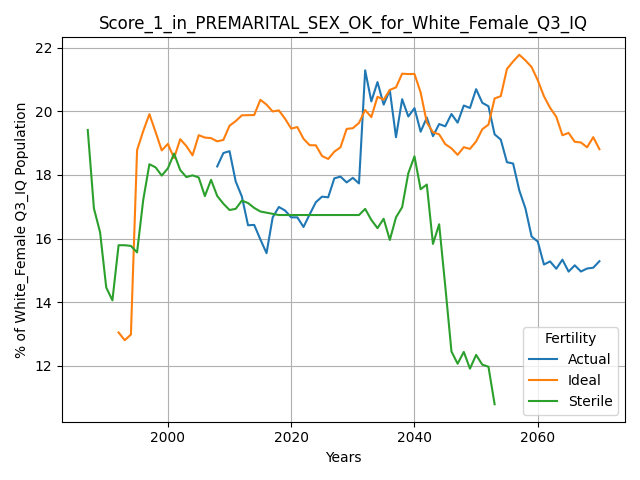 Score_1_in_PREMARITAL_SEX_OK_for_White_Female_Q3_IQ
% of White_Female Q3_IQ Population
22
20
18
16
14
12
Fertility
Actual
Ideal
Sterile
2000
2020
2040
2060
Years